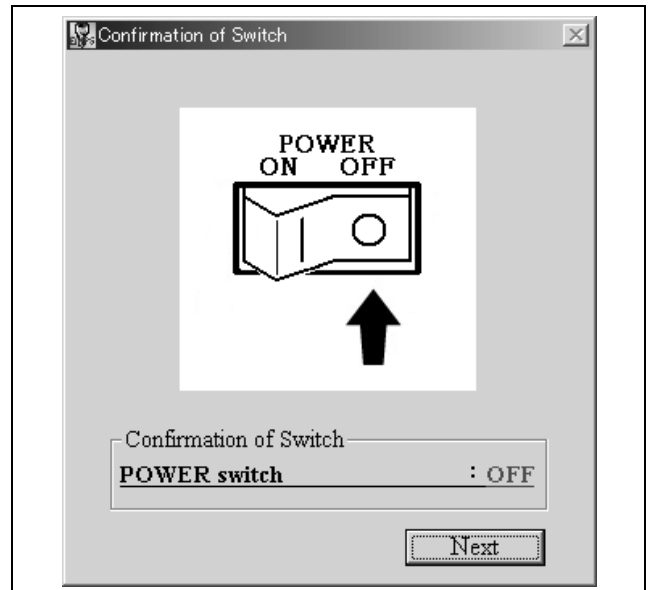 Confirmation of Switch
POWER
ON OFF
Confirmation of Switch
POWER switch : OFF
Next